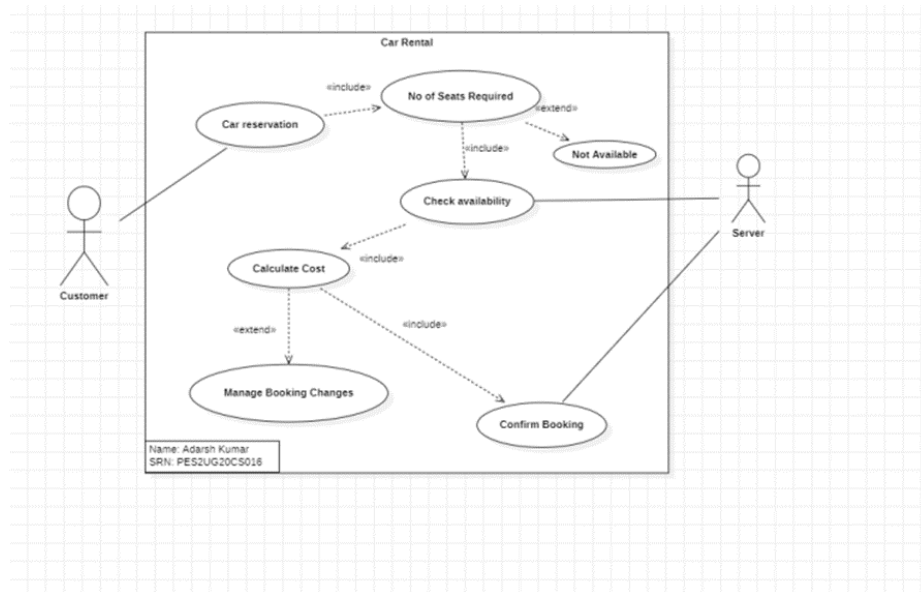 Car Rental
«include»
No of Seats Required
«extend»
Car reservation
«include»
Not Available
Check availability
Server
«include»
Calculate Cost
Customer
«extend»
«include»
Manage Booking Changes
Confirm Booking
Name: Adarsh Kumar
SRN: PES2UG20CS016